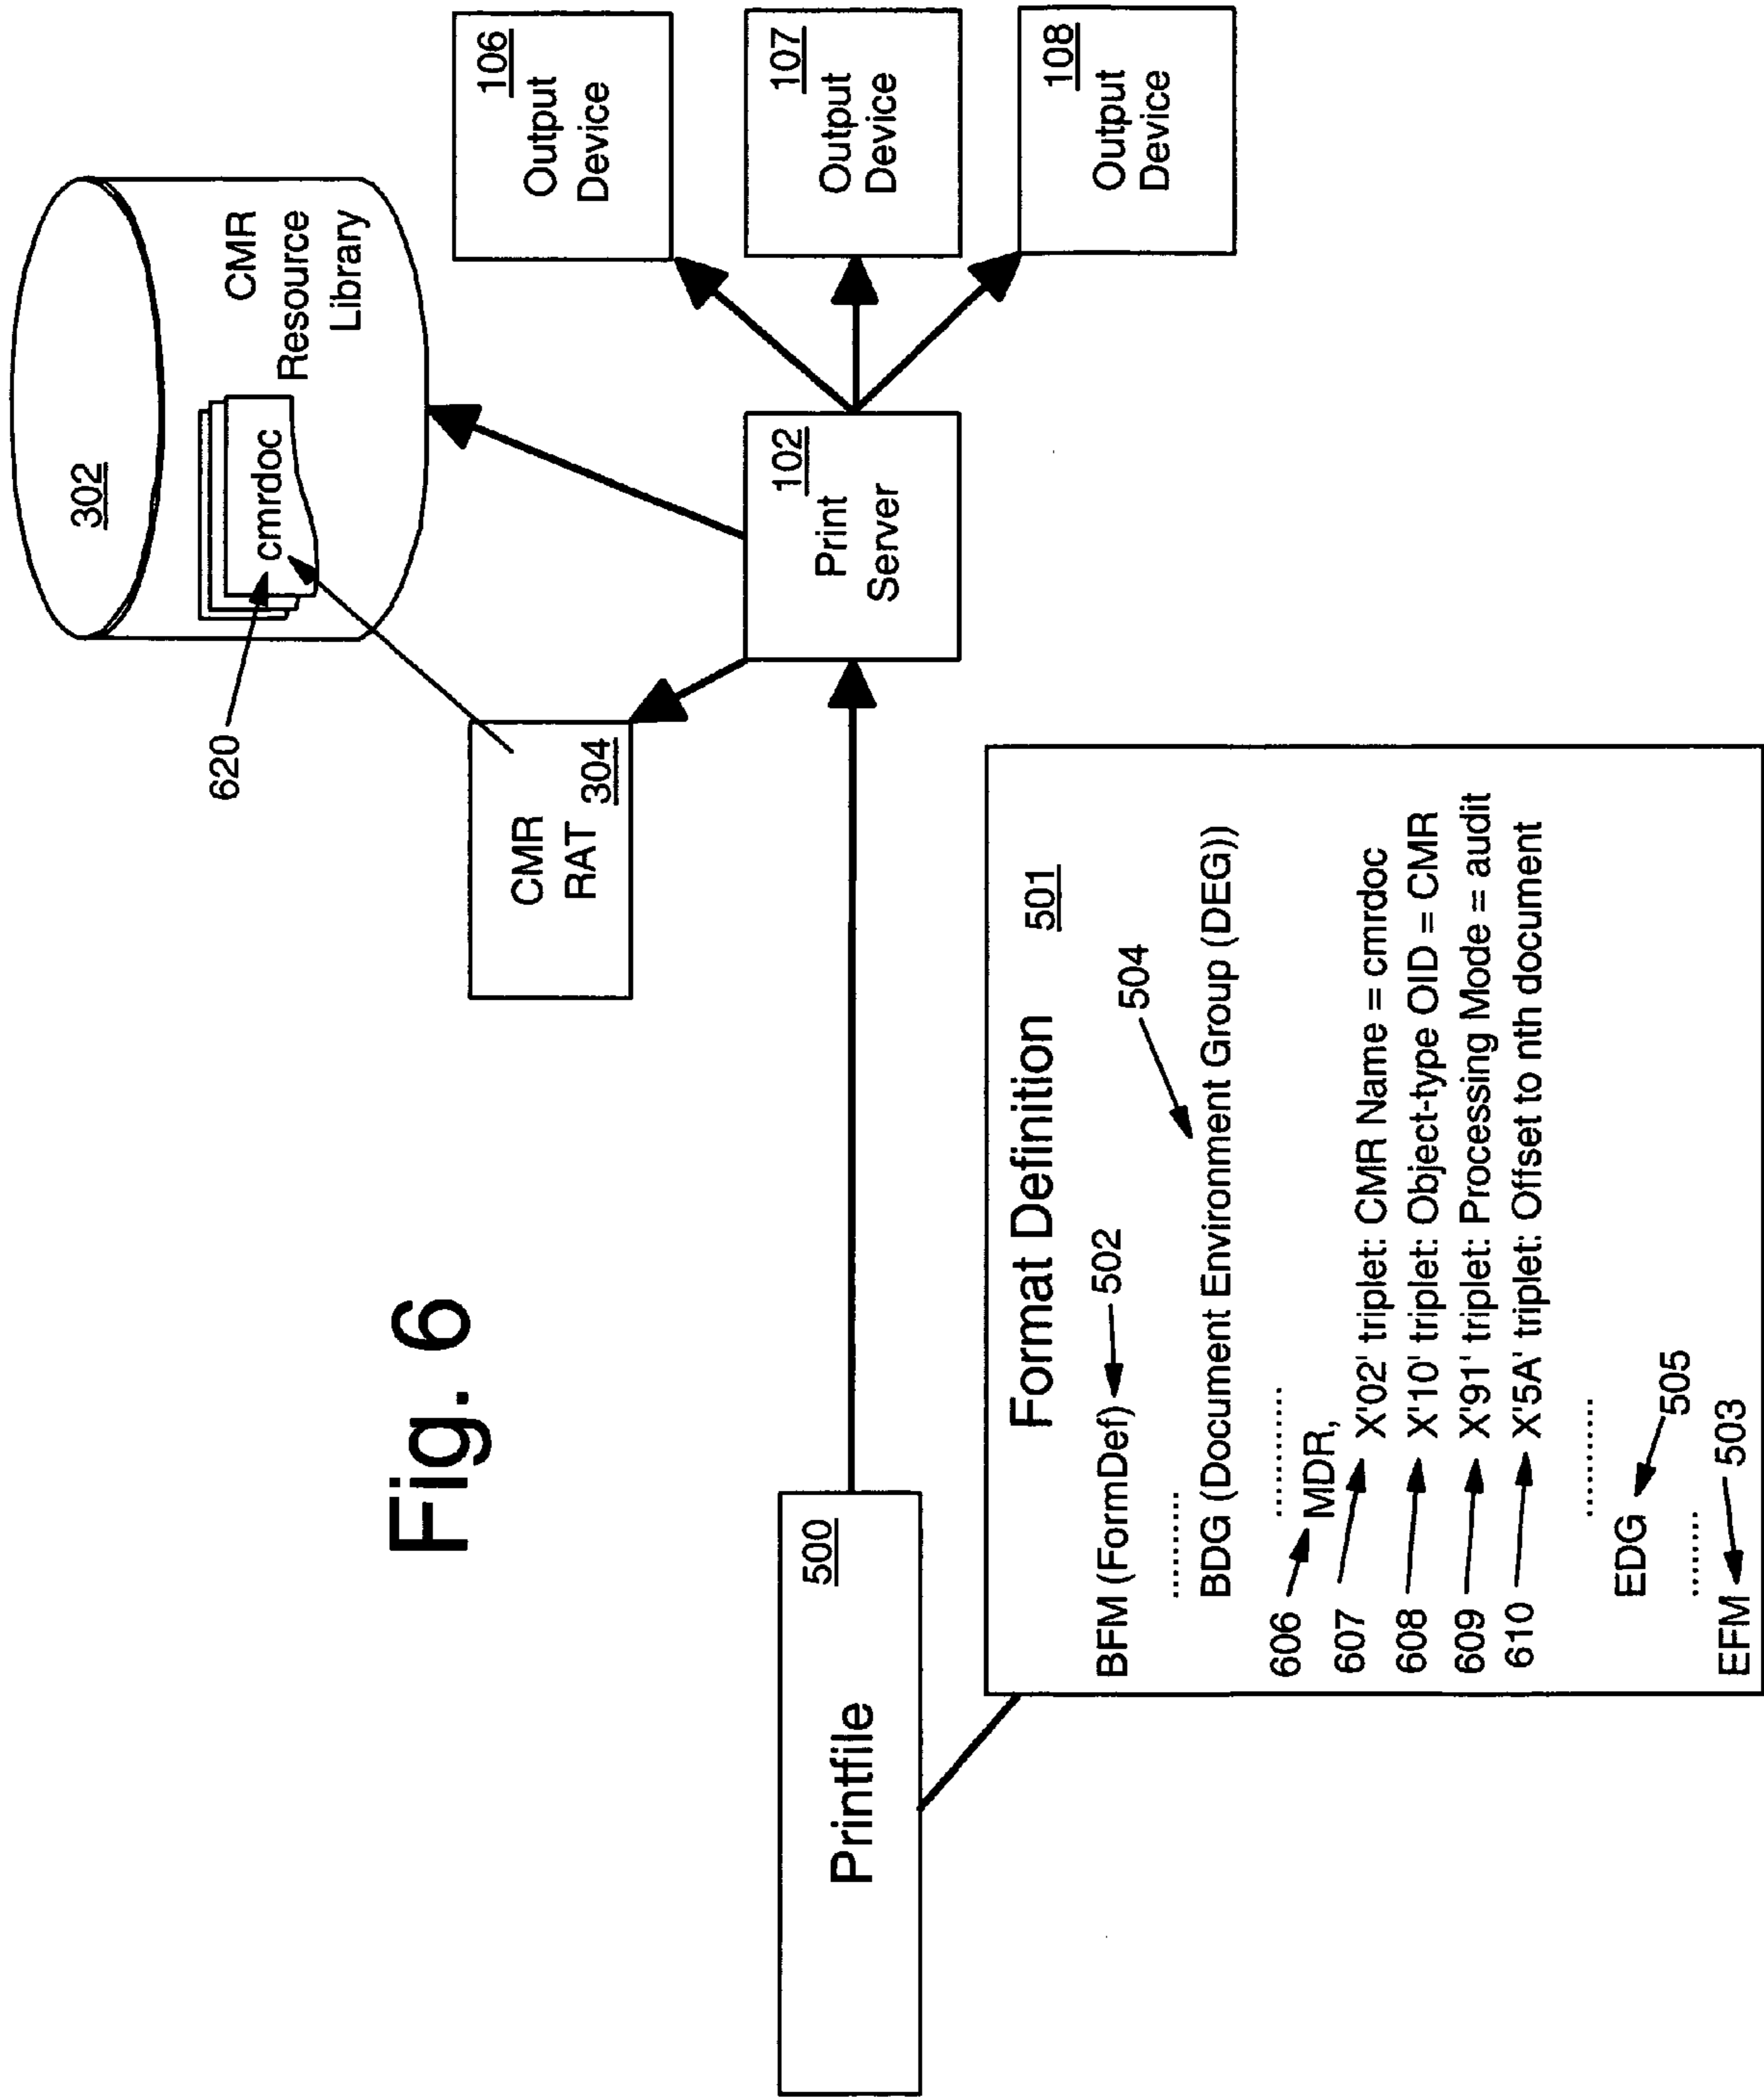 Fig. 6
302
CMR
Resource
Library
cmrdoc
620
CMR
RAT 304
106
Output
Device
107
Output
Device
108
Output
Device
102
Print
Server
500
Printfile
Format Definition 501
BFM (FormDef) 502
........
BDG (Document Environment Group (DEG))
504
..........
606 MDR,
607 X'02' triplet: CMR Name = cmrdoc
608 X'10' triplet: Object-type OID = CMR
609 X'91' triplet: Processing Mode = audit
610 X'5A' triplet: Offset to nth document
..........
EDG 505
.......
EFM 503